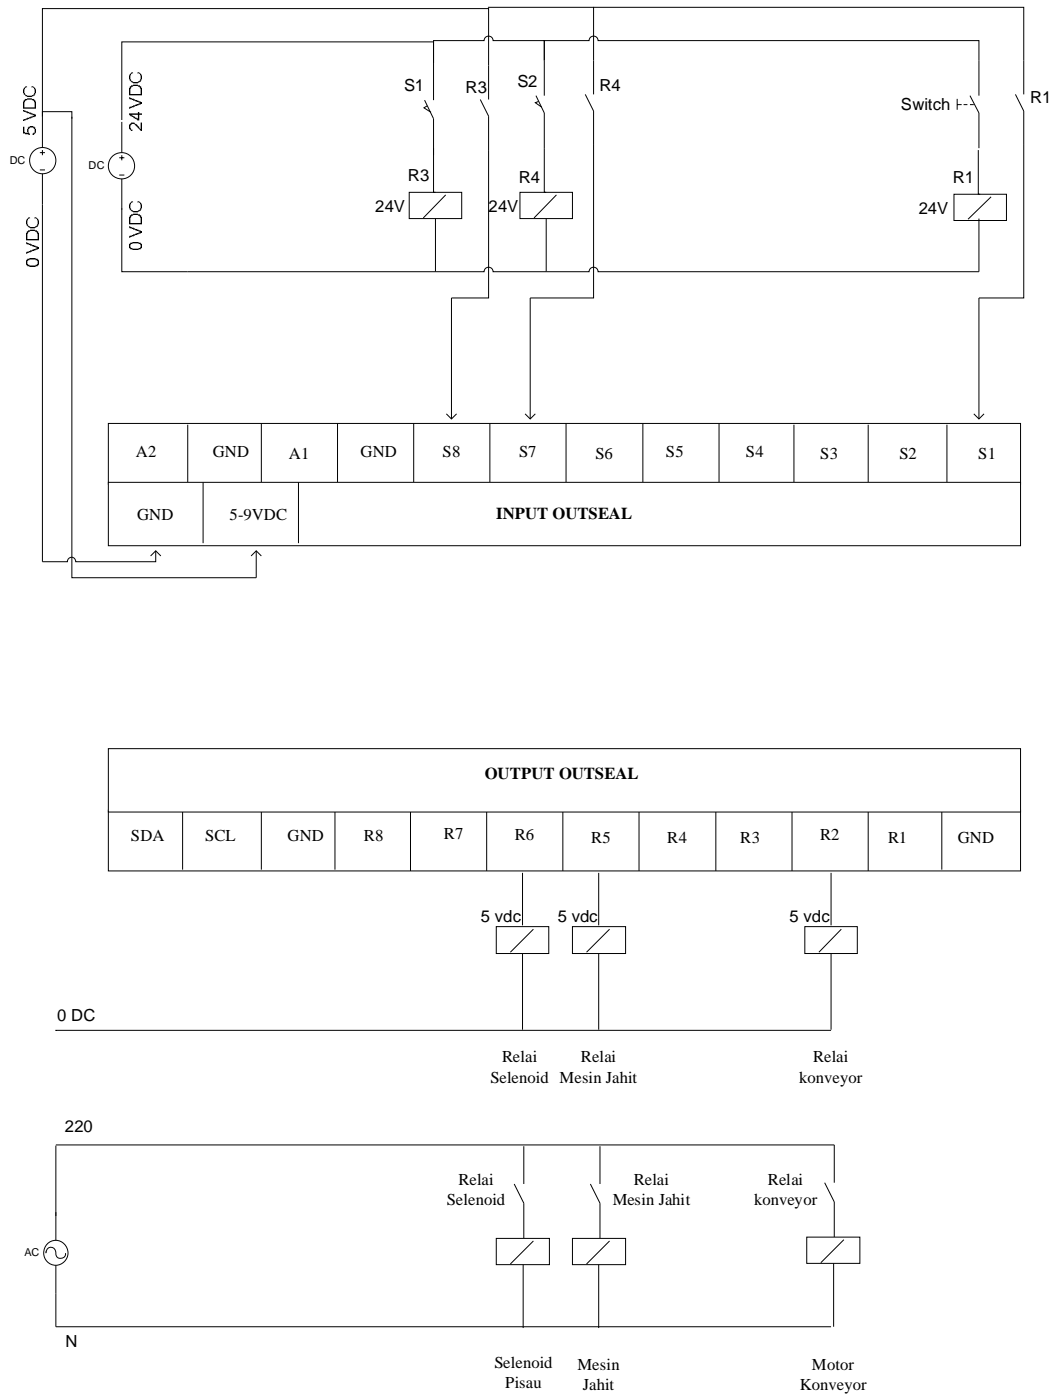 5 VDC
DC
0 VDC
24 VDC
DC
0 VDC
S1
R3
S2
R4
Switch
R1
R3
24V
R4
24V
R1
24V
A2
GND
A1
GND
S8
S7
S6
S5
S4
S3
S2
S1
GND
5-9VDC
INPUT OUTSEAL
OUTPUT OUTSEAL
SDA
SCL
GND
R8
R7
R6
R5
R4
R3
R2
R1
GND
5 vdc
5 vdc
5 vdc
0 DC
Relai
Selenoid
Relai
Mesin Jahit
Relai
konveyor
220
Relai
Selenoid
Relai
Mesin Jahit
Relai
konveyor
AC
N
Selenoid
Pisau
Mesin
Jahit
Motor
Konveyor